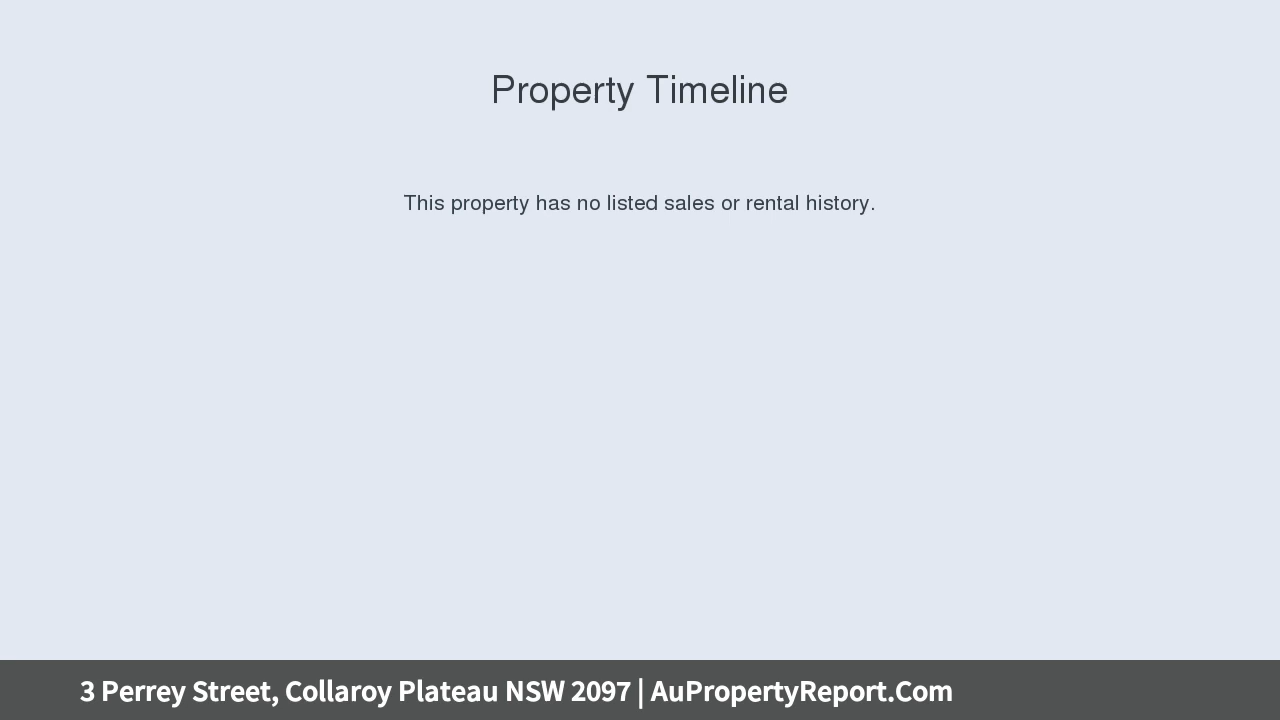 Property Timeline
This property has no listed sales or rental history.
3 Perrey Street, Collaroy Plateau NSW 2097 | AuPropertyReport.Com